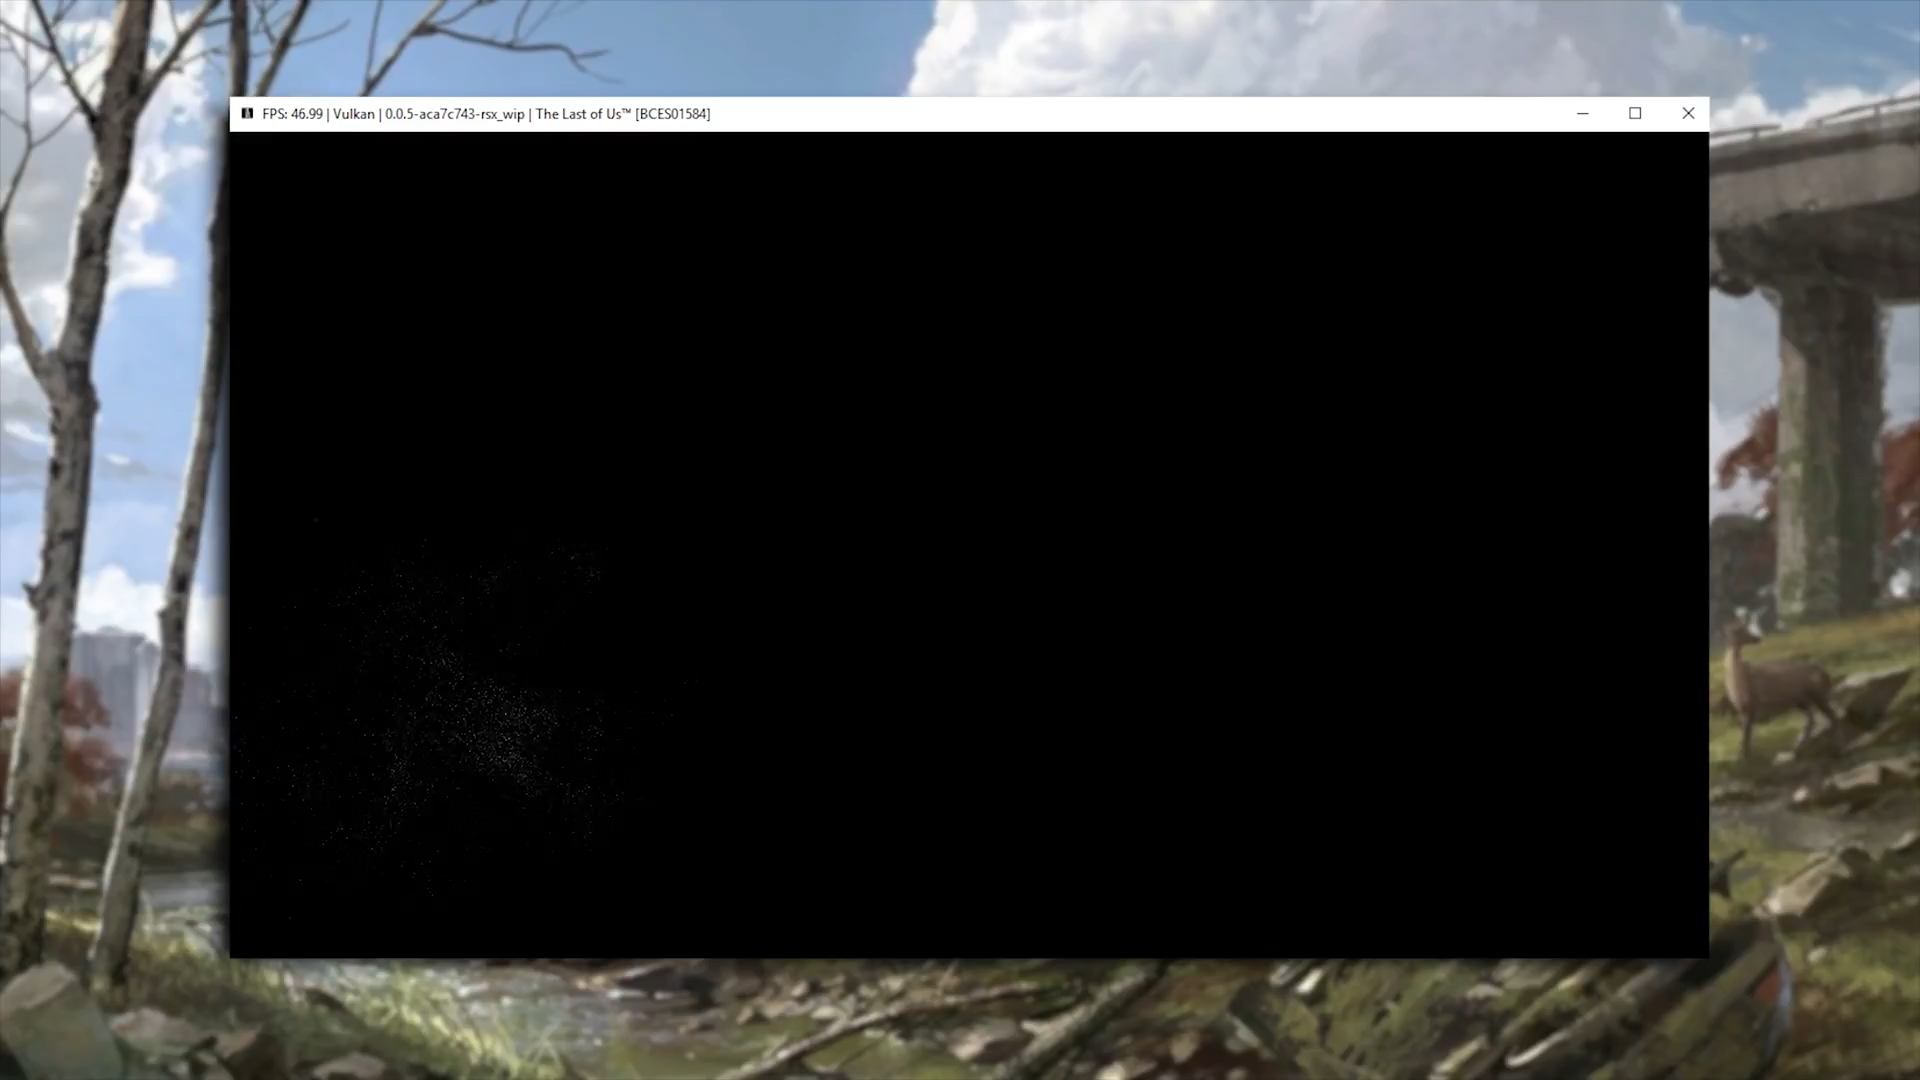 FPS: 46.99 | Vulkan | 0.0.5-aca7c743-rsx_wip | The Last of Us™ [BCES01584]